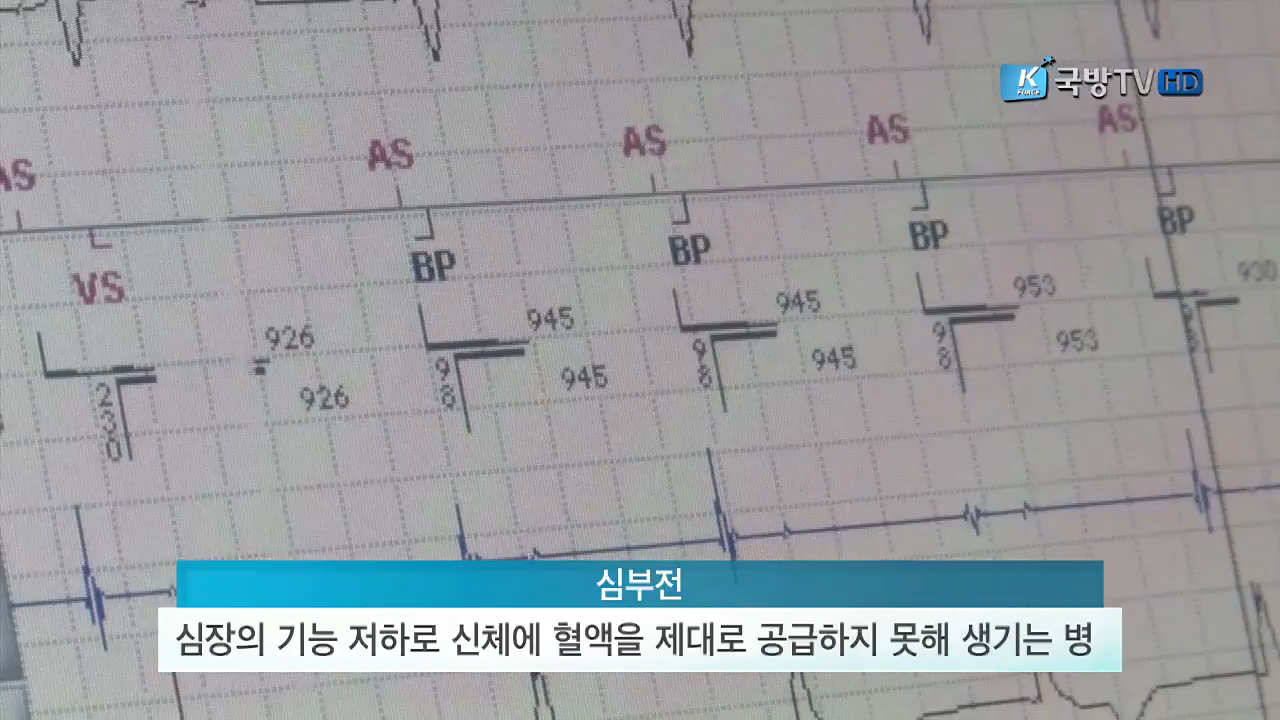 K FORCE 국방TV HD
AS AS AS AS AS
VS BP BP BP BP
926 945 945 953 930
926 945 945 953
230 98 98 98
심부전
심장의 기능 저하로 신체에 혈액을 제대로 공급하지 못해 생기는 병